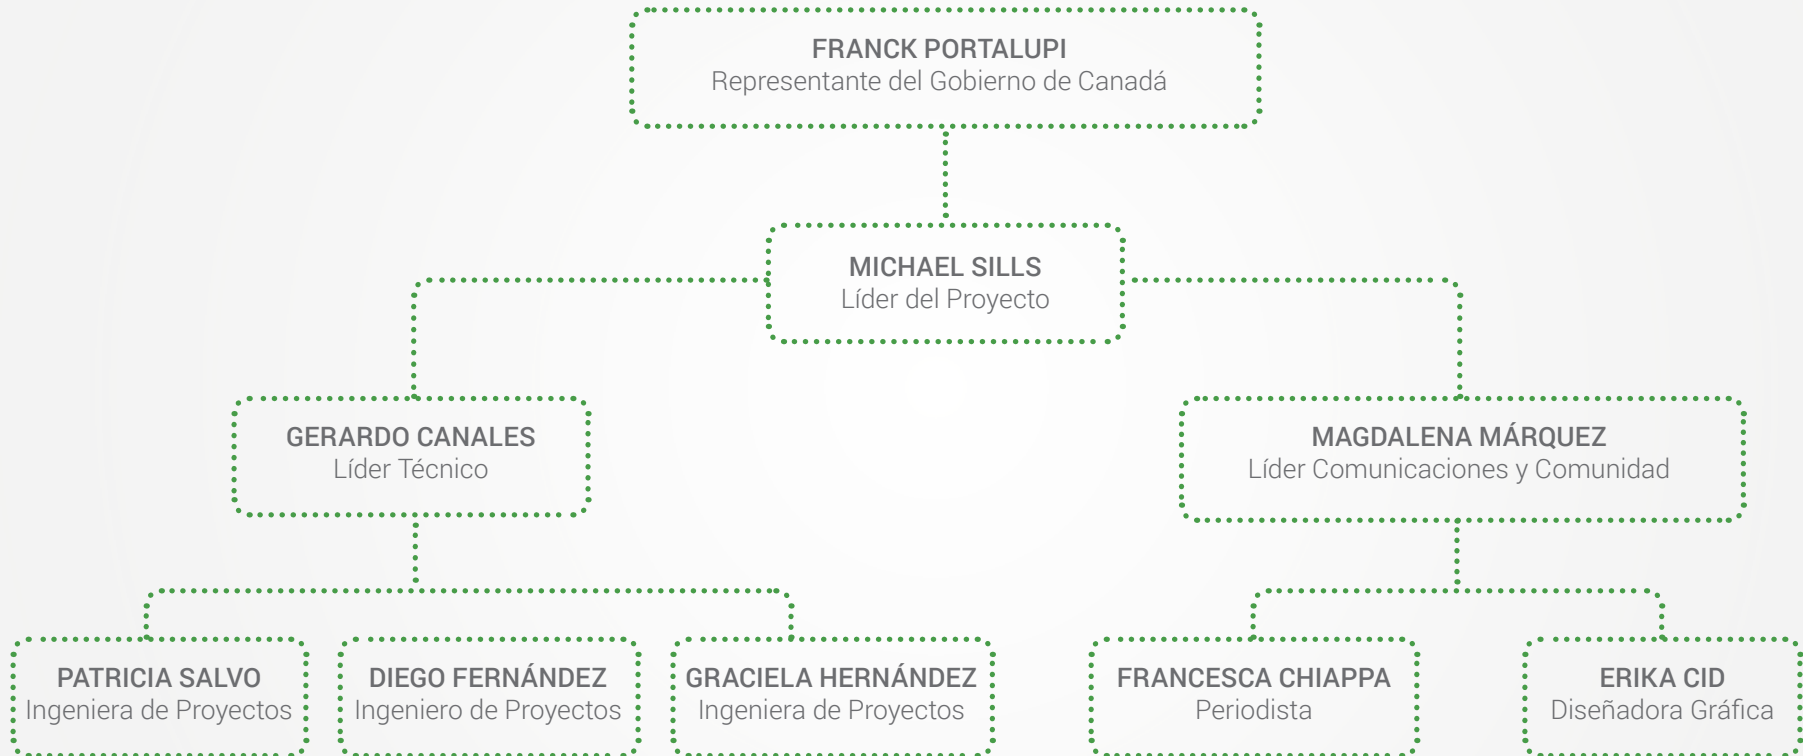 FRANCK PORTALUPI
Representante del Gobierno de Canadá
MICHAEL SILLS
Líder del Proyecto
GERARDO CANALES
Líder Técnico
MAGDALENA MÁRQUEZ
Líder Comunicaciones y Comunidad
PATRICIA SALVO
Ingeniera de Proyectos
DIEGO FERNÁNDEZ
Ingeniero de Proyectos
GRACIELA HERNÁNDEZ
Ingeniera de Proyectos
FRANCESCA CHIAPPA
Periodista
ERIKA CID
Diseñadora Gráfica